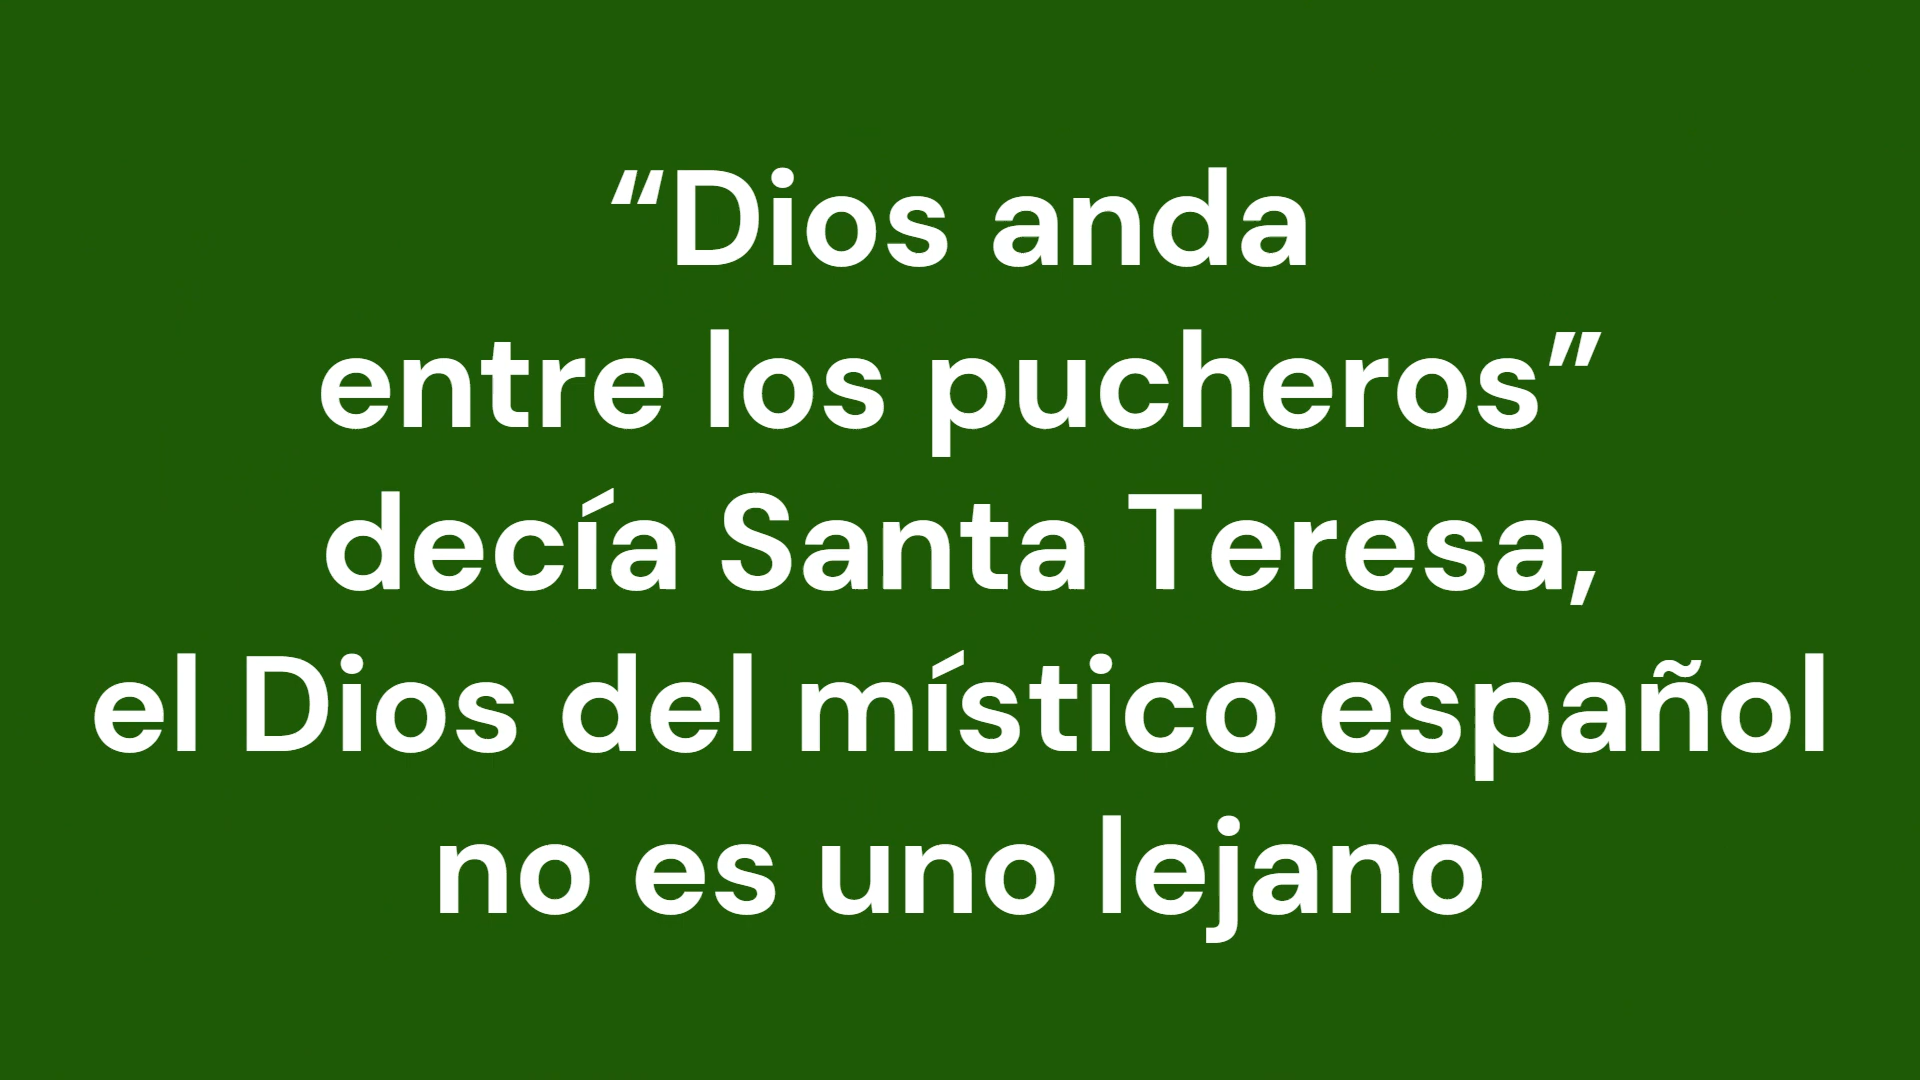 “Dios anda
entre los pucheros”
decía Santa Teresa,
el Dios del místico español
no es uno lejano